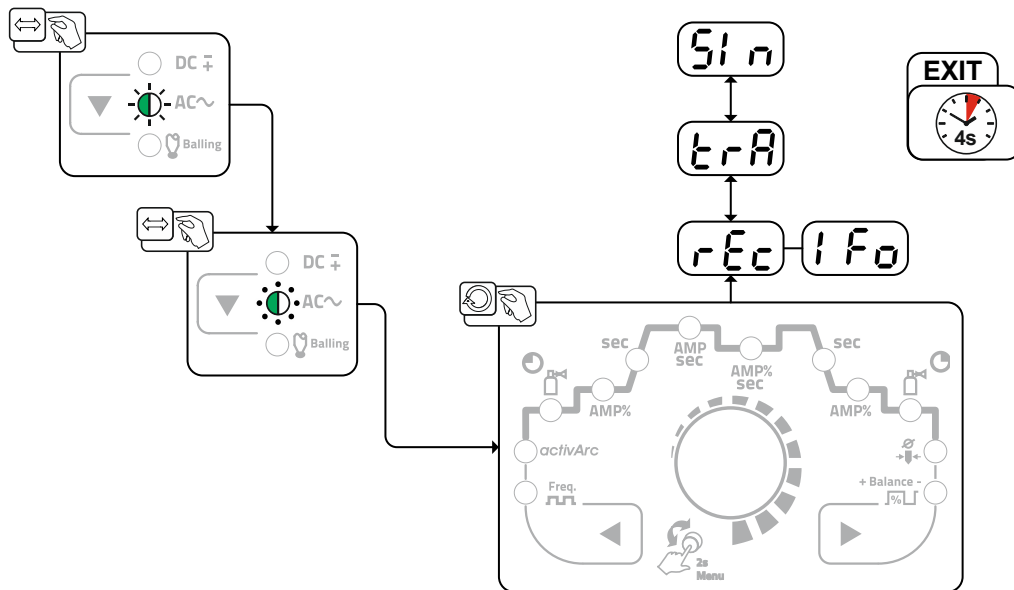 DC
AC
Balling
DC
AC
Balling
SIn
trA
rEc
IFo
EXIT
4s
sec
AMP
sec
AMP%
sec
sec
AMP%
AMP%
activArc
Freq.
+ Balance -
%
2s
Menu